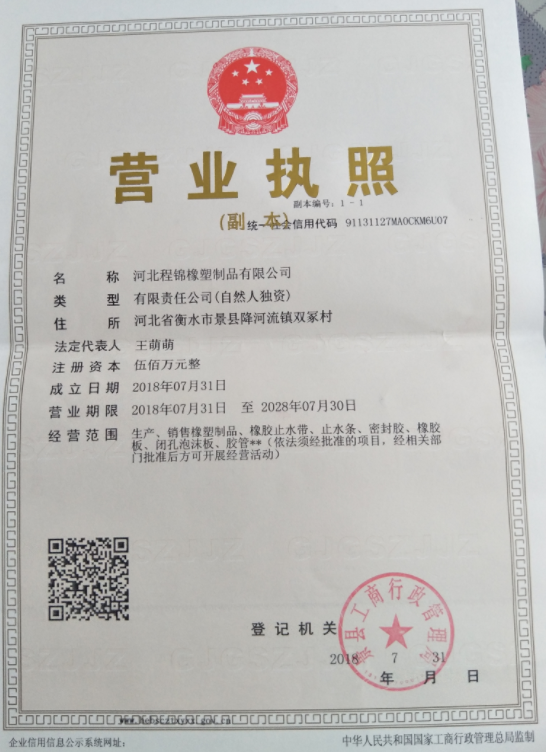 营业执照
副本编号：1－1
(副 本)
统一社会信用代码 91131127MA0CKM6U07
名 称 河北程锦橡塑制品有限公司
类 型 有限责任公司(自然人独资)
住 所 河北省衡水市景县降河流镇双冢村
法定代表人 王萌萌
注册资本 伍佰万元整
成立日期 2018年07月31日
营业期限 2018年07月31日 至 2028年07月30日
经营范围 生产、销售橡塑制品、橡胶止水带、止水条、密封胶、橡胶
板、闭孔泡沫板、胶管**（依法须经批准的项目，经相关部
门批准后方可开展经营活动）
登记机关
景县工商行政管理局
2018 7 31
年 月 日
企业信用信息公示系统网址：
中华人民共和国国家工商行政管理总局监制